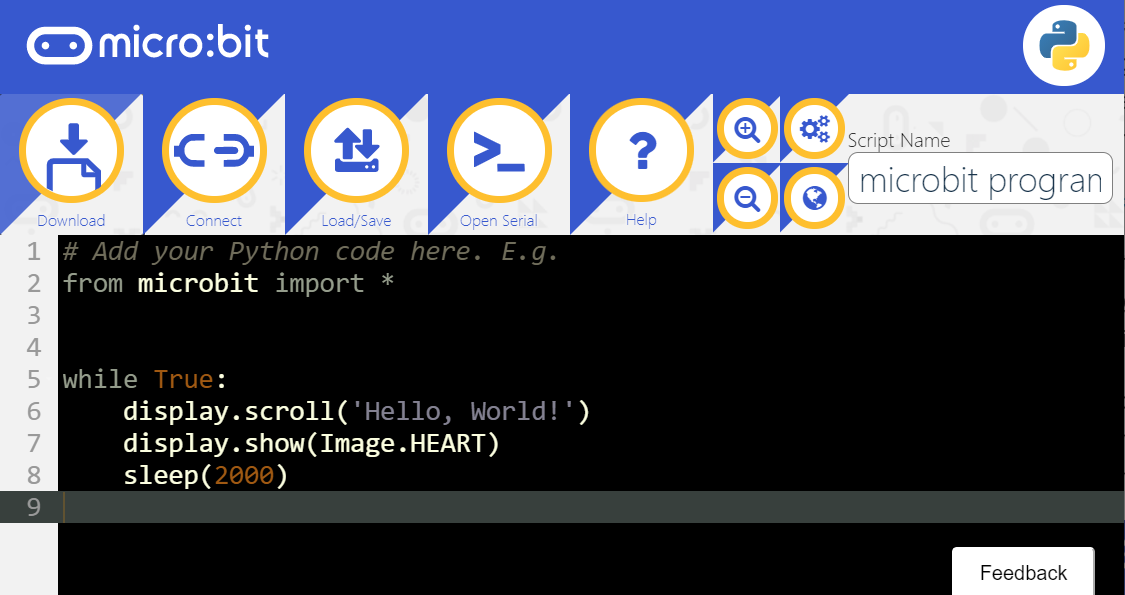 micro:bit
Download
Connect
Load/Save
Open Serial
Help
Script Name
microbit progran
1 # Add your Python code here. E.g.
2 from microbit import *
3
4
5 while True:
6     display.scroll('Hello, World!')
7     display.show(Image.HEART)
8     sleep(2000)
9
Feedback